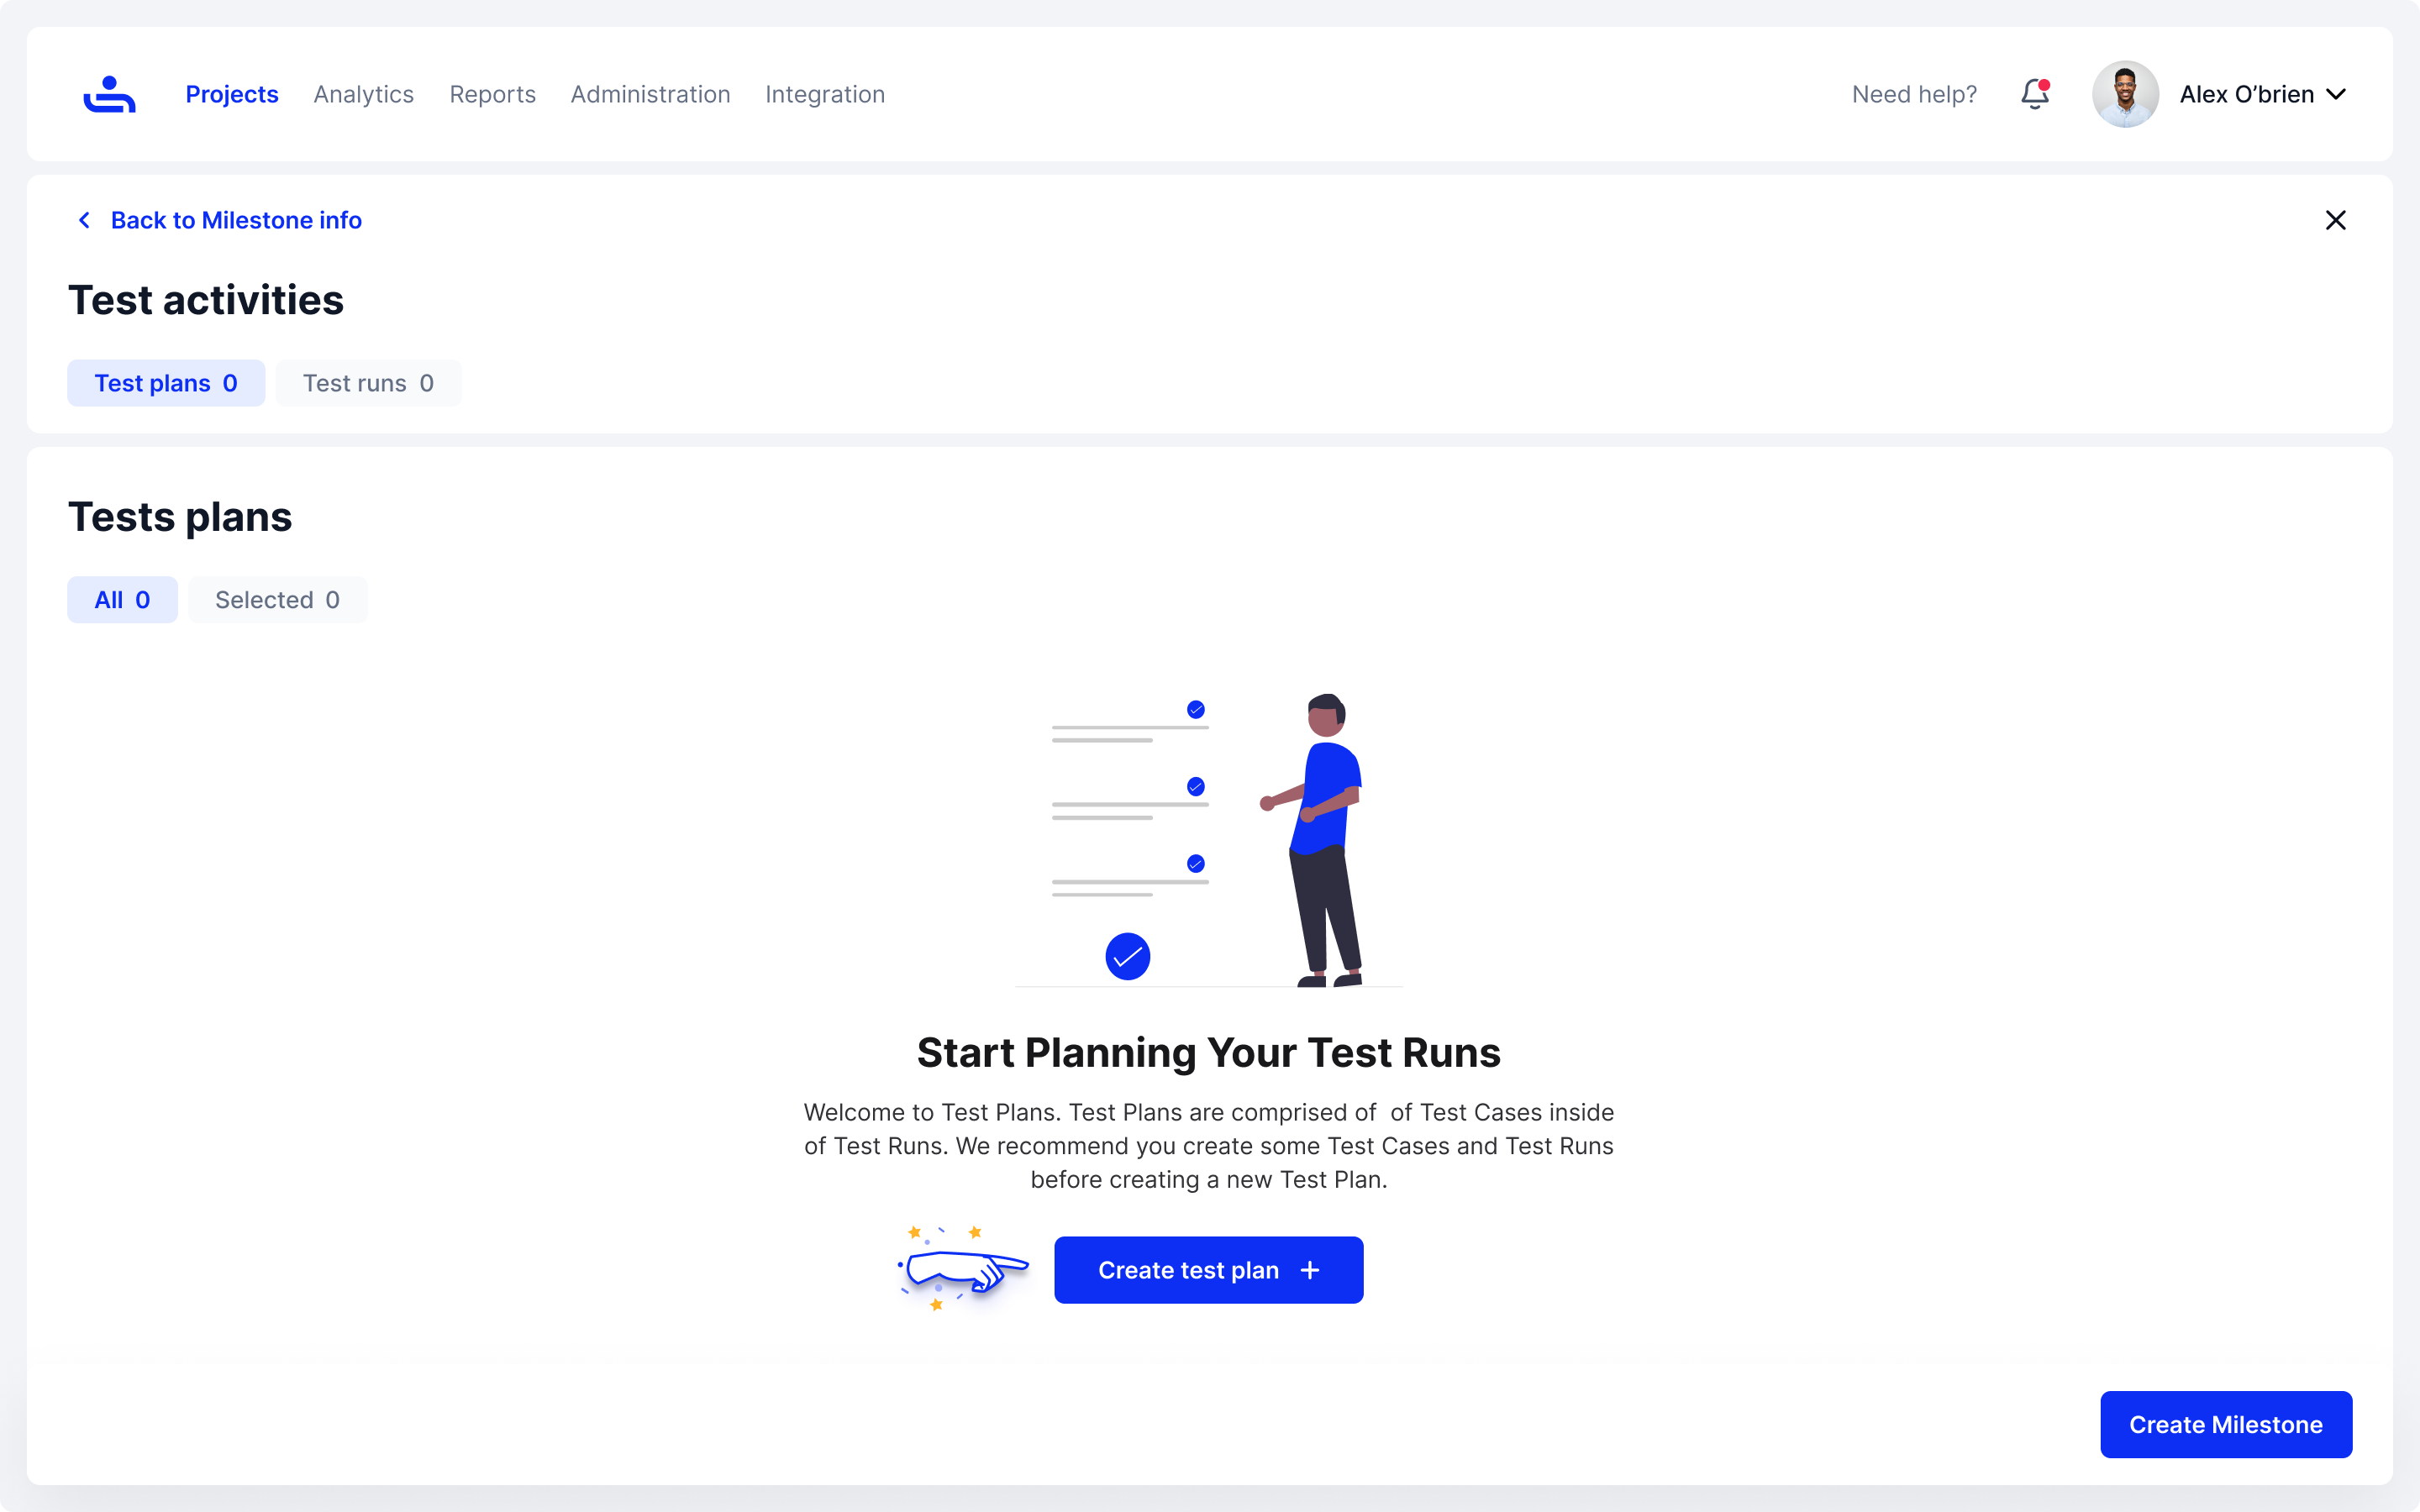 Projects Analytics Reports Administration Integration Need help? Alex O’brien
Back to Milestone info
Test activities
Test plans 0 Test runs 0
Tests plans
All 0 Selected 0
Start Planning Your Test Runs
Welcome to Test Plans. Test Plans are comprised of  of Test Cases inside
of Test Runs. We recommend you create some Test Cases and Test Runs
before creating a new Test Plan.
Create test plan +
Create Milestone